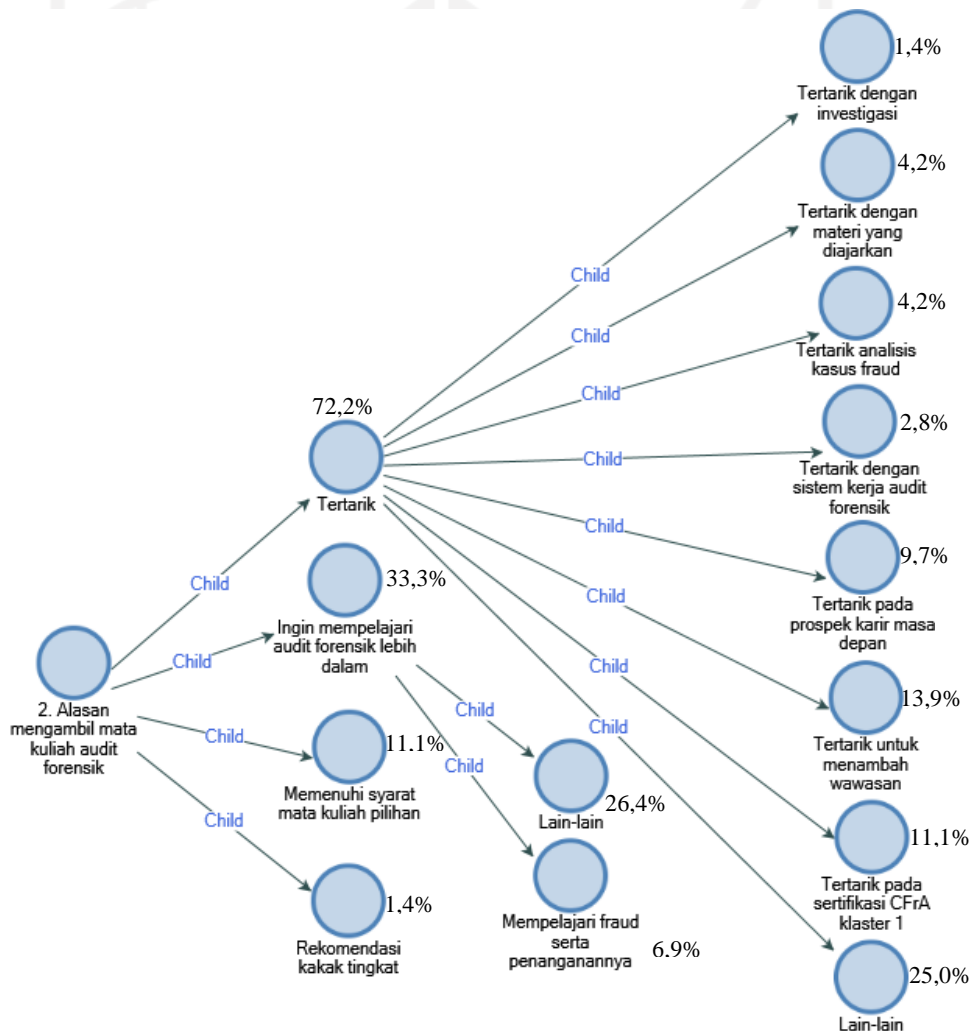 1,4%
Tertarik dengan
investigasi
4,2%
Tertarik dengan
materi yang
diajarkan
4,2%
Tertarik analisis
kasus fraud
2,8%
Tertarik dengan
sistem kerja audit
forensik
9,7%
Tertarik pada
prospek karir masa
depan
13,9%
Tertarik untuk
menambah
wawasan
11,1%
Tertarik pada
sertifikasi CFrA
klaster 1
25,0%
Lain-lain
Child
Child
Child
Child
Child
Child
Child
Child
72,2%
Tertarik
33,3%
Ingin mempelajari
audit forensik lebih
dalam
11,1%
Memenuhi syarat
mata kuliah pilihan
1,4%
Rekomendasi
kakak tingkat
Child
Child
Child
Child
2. Alasan
mengambil mata
kuliah audit
forensik
Child
Child
26,4%
Lain-lain
Mempelajari fraud
serta
penanganannya
6,9%